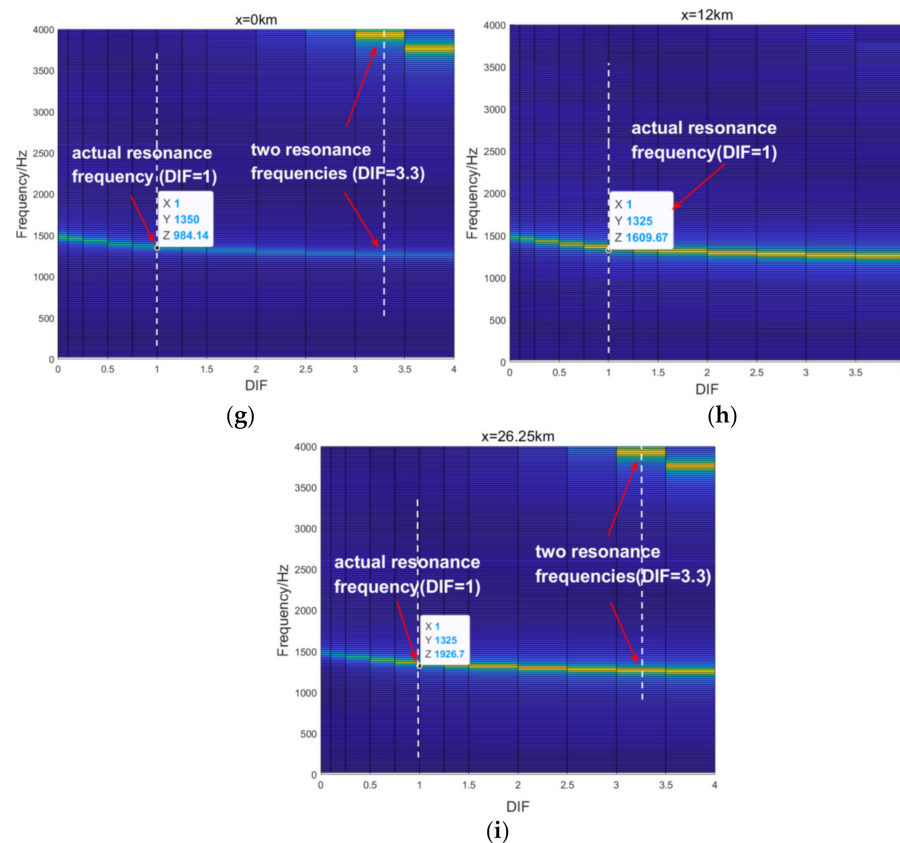 x=0km
4000
3500
3000
2500
2000
1500
1000
500
0
Frequency/Hz
actual resonance
frequency (DIF=1)
two resonance
frequencies (DIF=3.3)
X 1
Y 1350
Z 984.14
0 0.5 1 1.5 2 2.5 3 3.5 4
DIF
(g)
x=12km
4000
3500
3000
2500
2000
1500
1000
500
0
Frequency/Hz
actual resonance
frequency(DIF=1)
X 1
Y 1325
Z 1609.67
0 0.5 1 1.5 2 2.5 3 3.5
DIF
(h)
x=26.25km
4000
3500
3000
2500
2000
1500
1000
500
0
Frequency/Hz
actual resonance
frequency(DIF=1)
two resonance
frequencies(DIF=3.3)
X 1
Y 1325
Z 1926.7
0 0.5 1 1.5 2 2.5 3 3.5 4
DIF
(i)